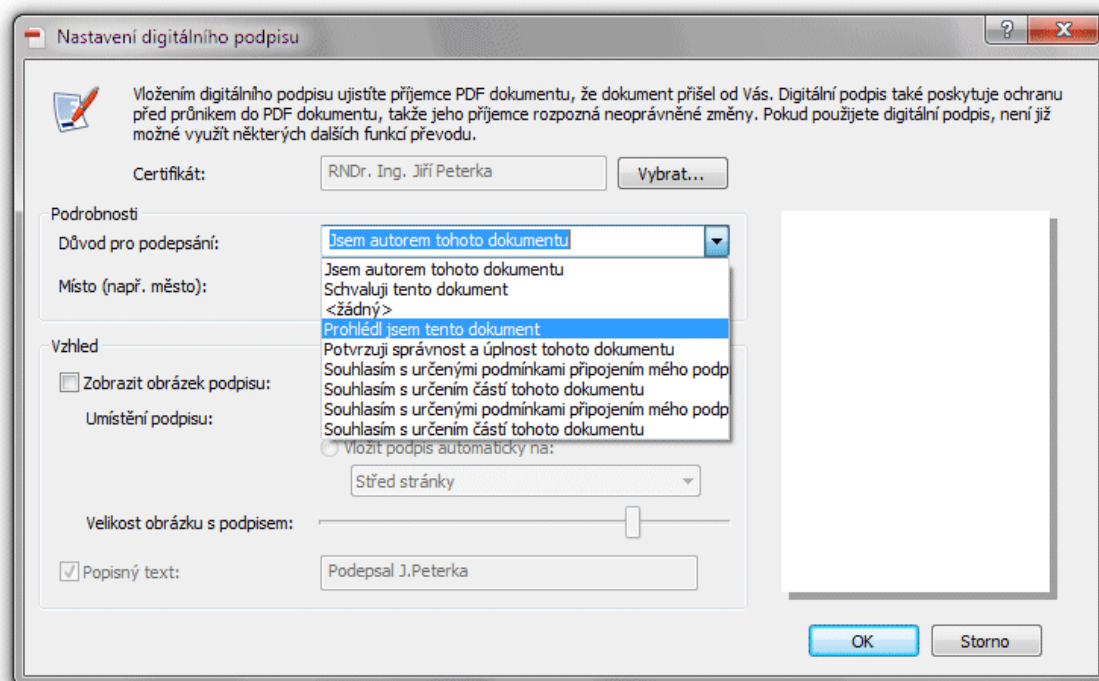 Nastavení digitálního podpisu
Vložením digitálního podpisu ujistíte příjemce PDF dokumentu, že dokument přišel od Vás. Digitální podpis také poskytuje ochranu
před průnikem do PDF dokumentu, takže jeho příjemce rozpozná neoprávněné změny. Pokud použijete digitální podpis, není již
možné využít některých dalších funkcí převodu.
Certifikát: RNDr. Ing. Jiří Peterka Vybrat...
Podrobnosti
Důvod pro podepsání: Jsem autorem tohoto dokumentu
Jsem autorem tohoto dokumentu
Místo (např. město):
Schvaluji tento dokument
<žádný>
Prohlédl jsem tento dokument
Vzhled
Potvrzuji správnost a úplnost tohoto dokumentu
Souhlasím s určenými podmínkami připojením mého podp
Zobrazit obrázek podpisu:
Souhlasím s určením částí tohoto dokumentu
Umístění podpisu:
Souhlasím s určenými podmínkami připojením mého podp
Souhlasím s určením částí tohoto dokumentu
Vložit podpis automaticky na:
Střed stránky
Velikost obrázku s podpisem:
Popisný text: Podepsal J.Peterka
OK Storno